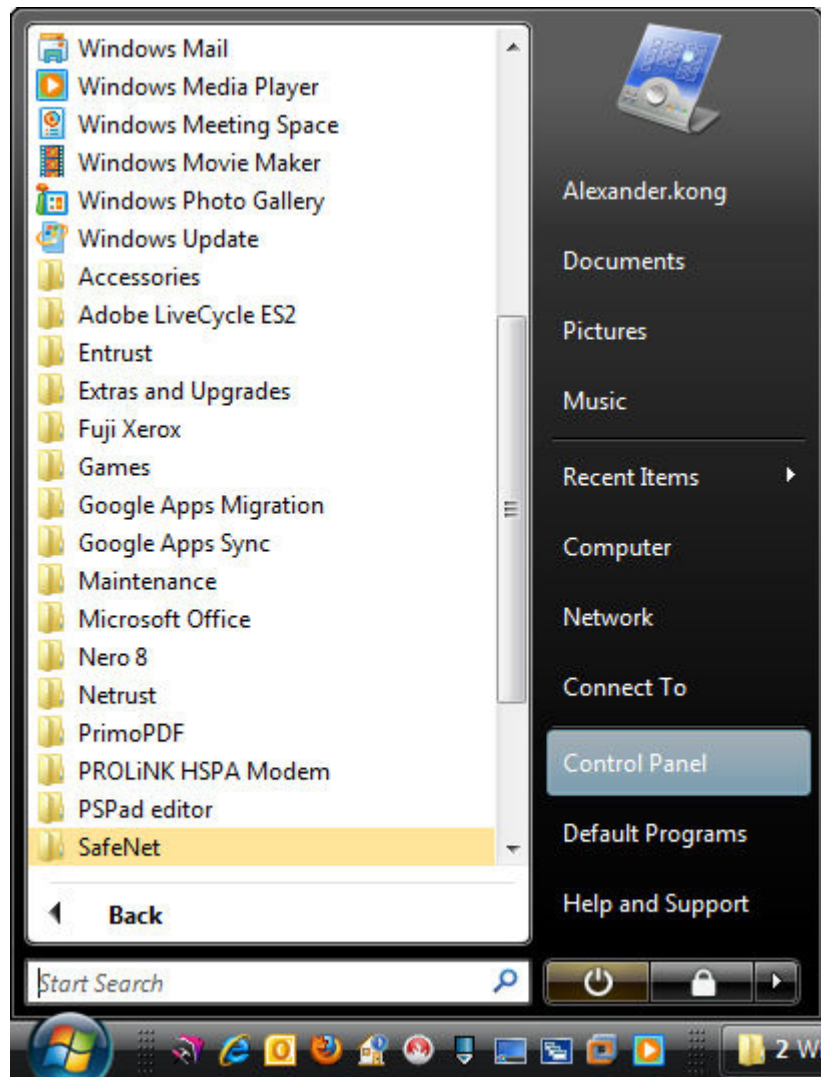 Windows Mail
Windows Media Player
Windows Meeting Space
Windows Movie Maker
Windows Photo Gallery
Windows Update
Accessories
Adobe LiveCycle ES2
Entrust
Extras and Upgrades
Fuji Xerox
Games
Google Apps Migration
Google Apps Sync
Maintenance
Microsoft Office
Nero 8
Netrust
PrimoPDF
PROLiNK HSPA Modem
PSPad editor
SafeNet
Back
Start Search
Alexander.kong
Documents
Pictures
Music
Recent Items
Computer
Network
Connect To
Control Panel
Default Programs
Help and Support
2 W